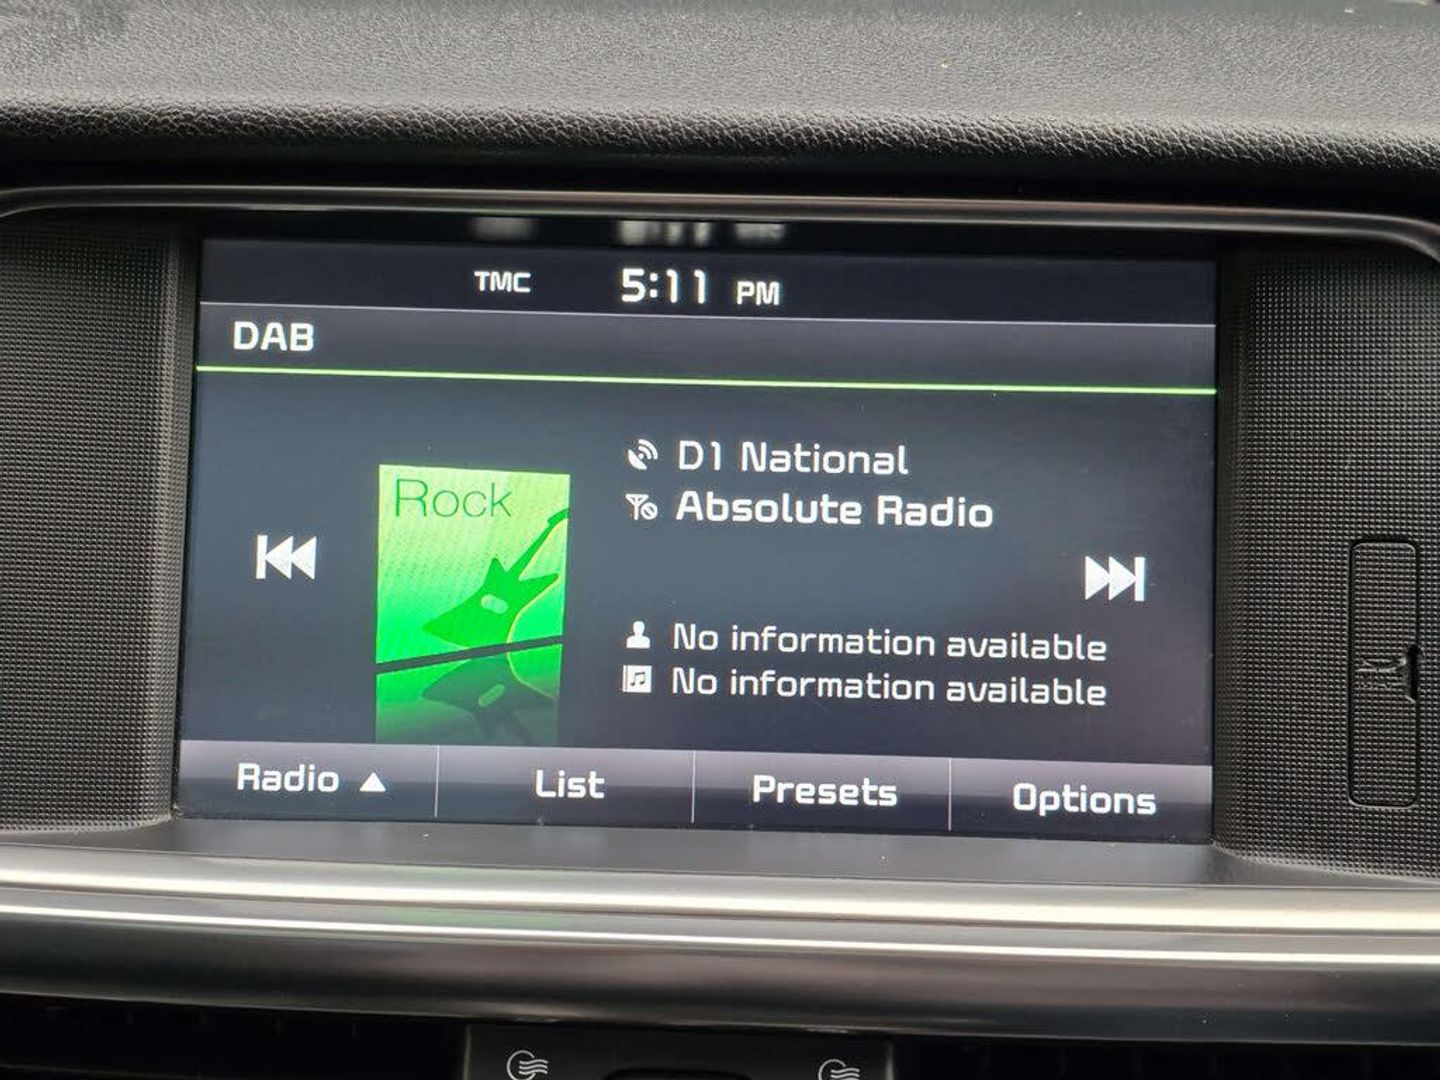 TMC 5:11 PM
DAB
Rock
D1 National
Absolute Radio
No information available
No information available
Radio List Presets Options